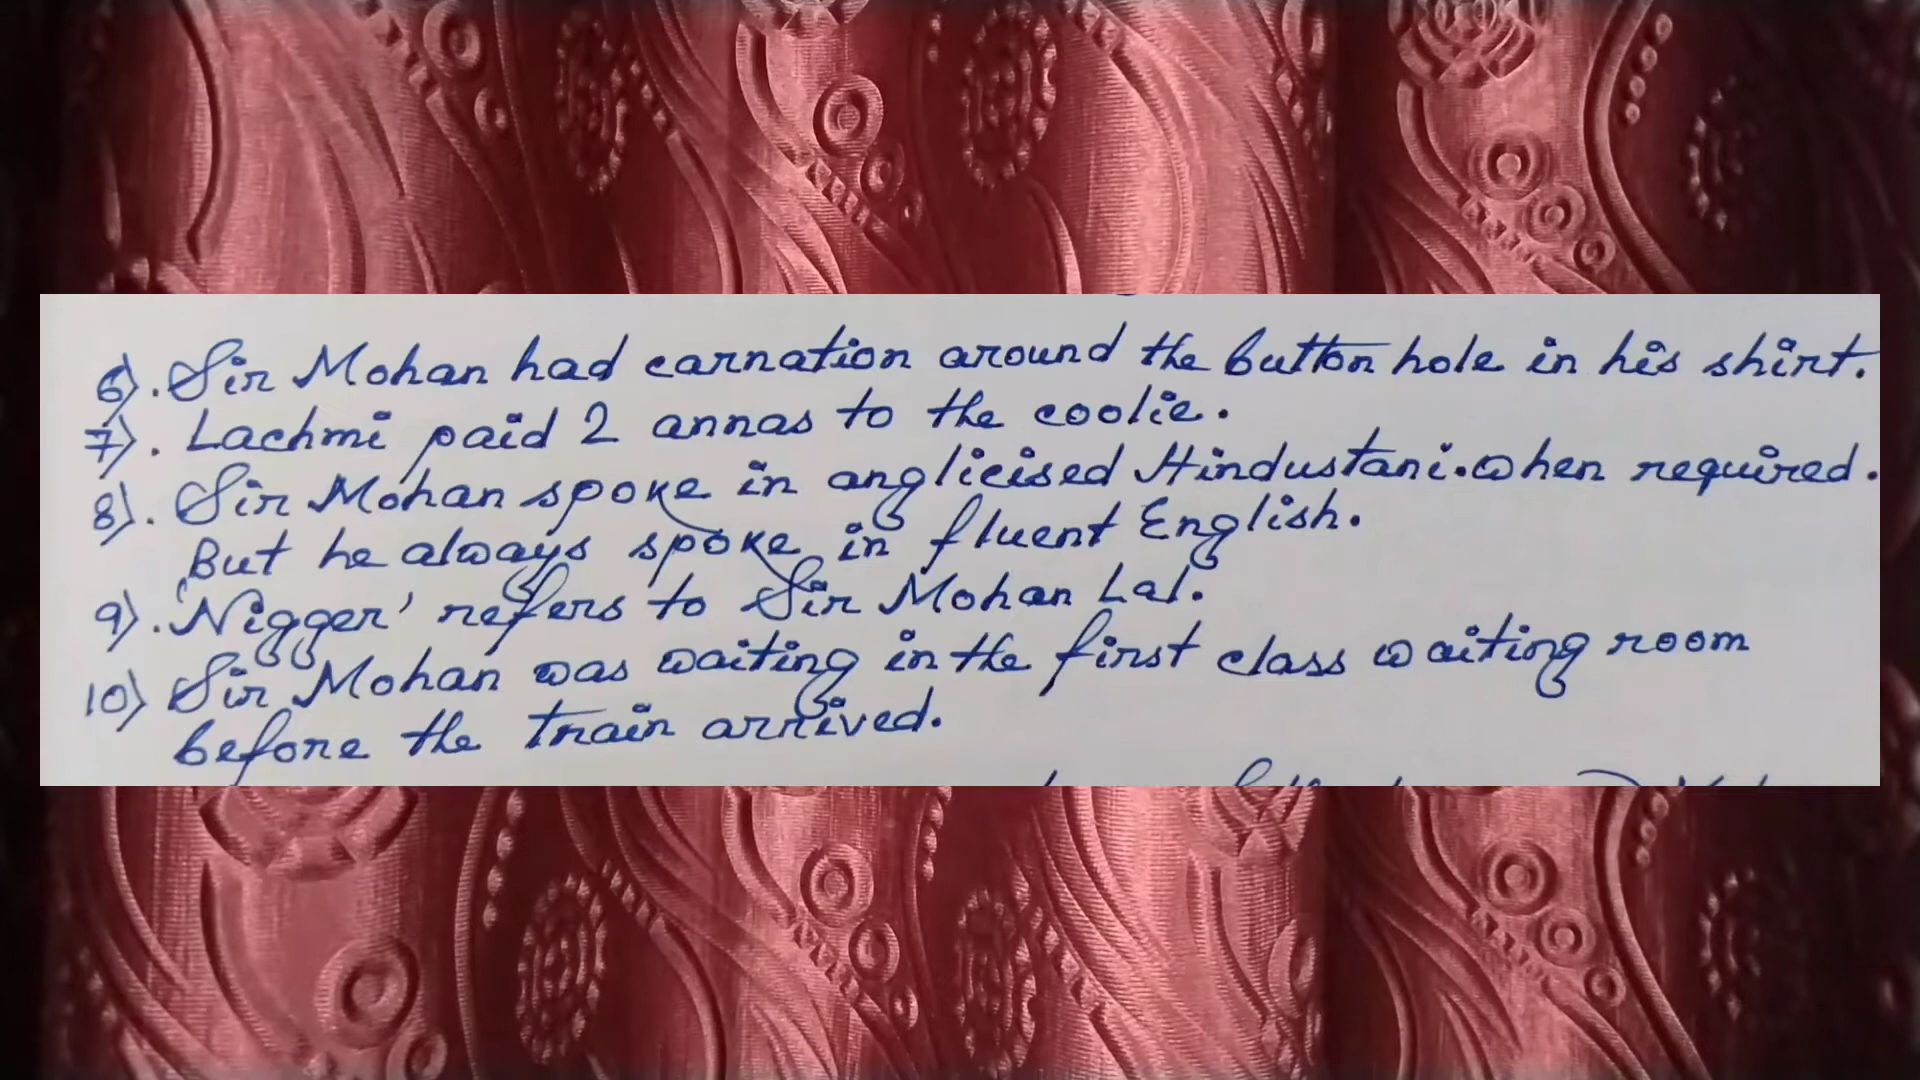 6). Sir Mohan had carnation around the button hole in his shirt.
7). Lachmi paid 2 annas to the coolie.
8). Sir Mohan spoke in anglicised Hindustani. when required.
But he always spoke in fluent English.
9). 'Nigger' refers to Sir Mohan Lal.
10) Sir Mohan was waiting in the first class waiting room
before the train arrived.